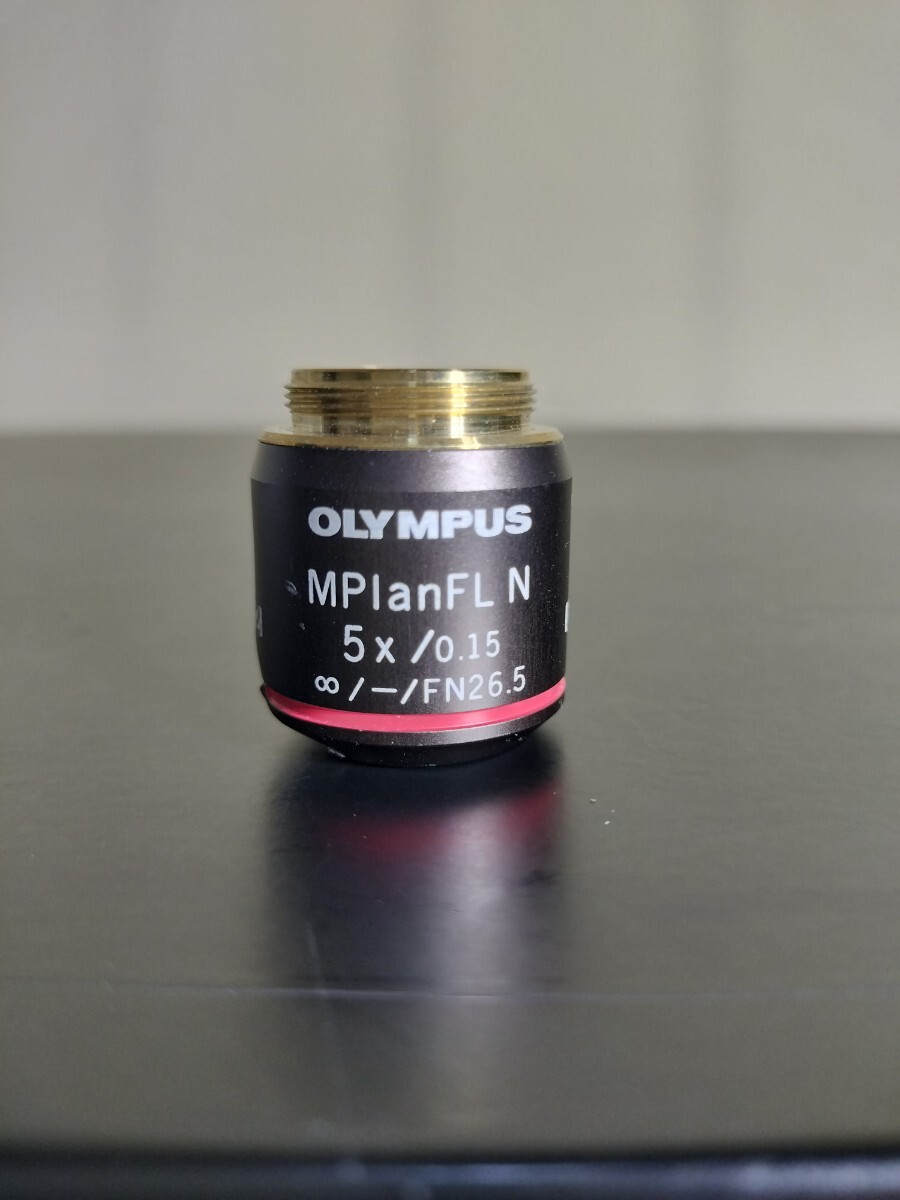 OLYMPUS
MPlanFL N
5x/0.15
∞/—/FN26.5